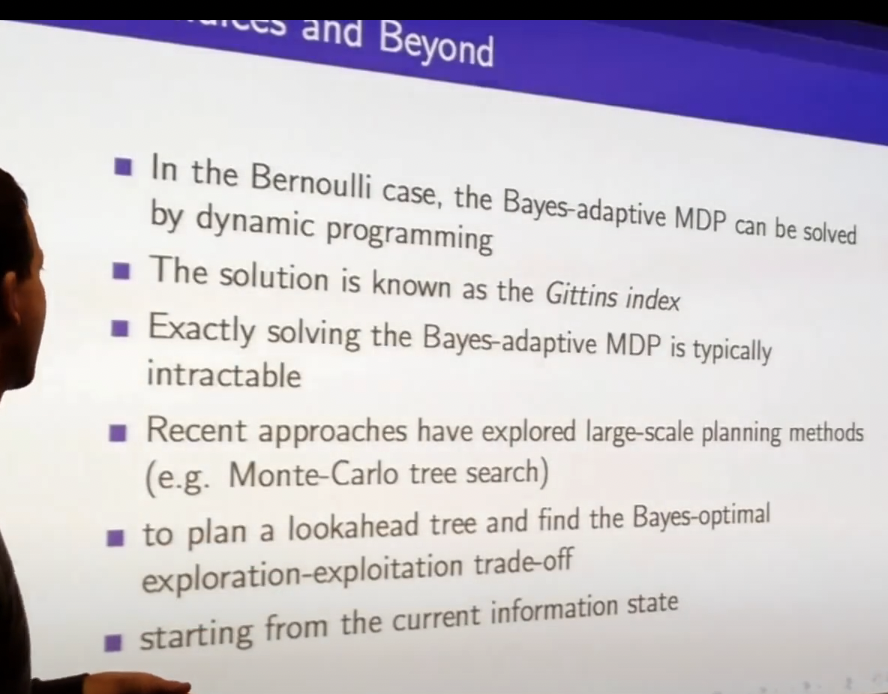 and Beyond
In the Bernoulli case, the Bayes-adaptive MDP can be solved
by dynamic programming
The solution is known as the Gittins index
Exactly solving the Bayes-adaptive MDP is typically
intractable
Recent approaches have explored large-scale planning methods
(e.g. Monte-Carlo tree search)
to plan a lookahead tree and find the Bayes-optimal
exploration-exploitation trade-off
starting from the current information state